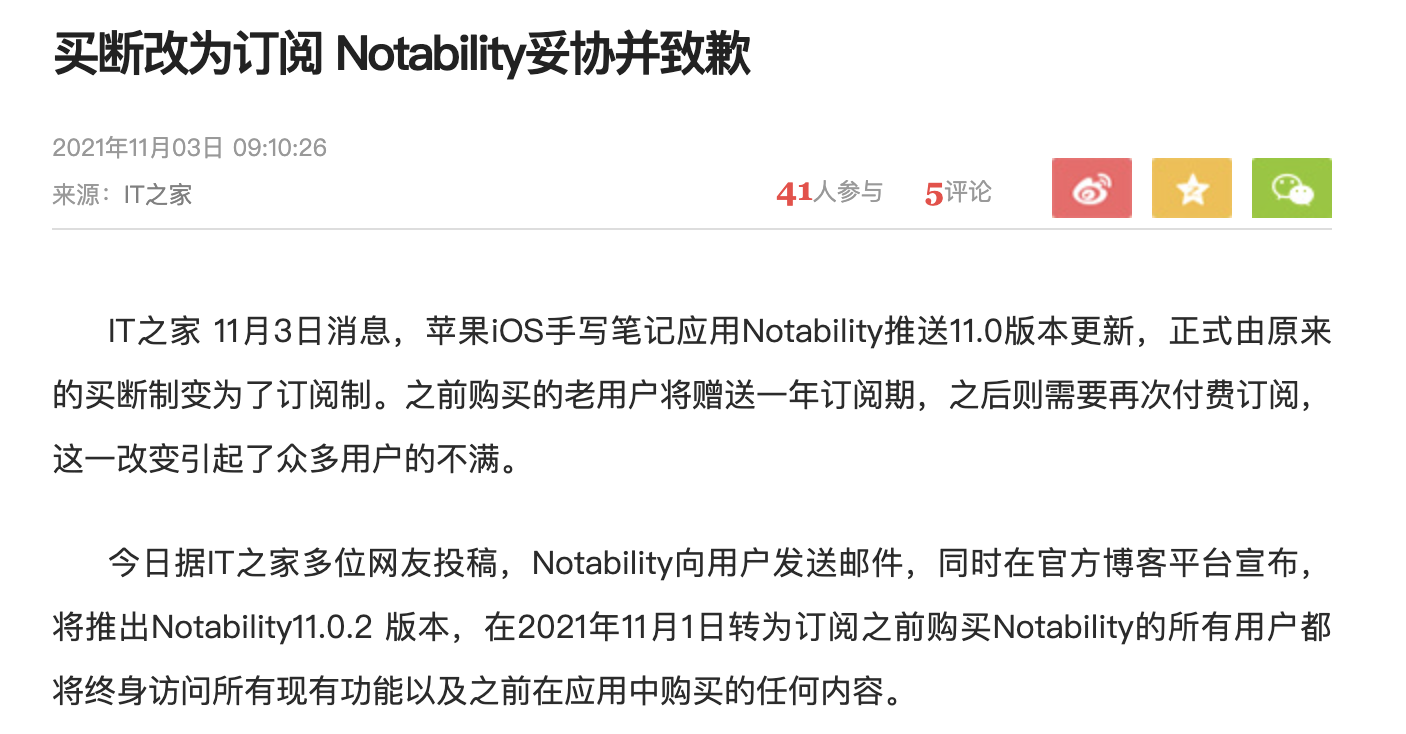 买断改为订阅 Notability妥协并致歉
2021年11月03日 09:10:26
来源：IT之家
41人参与 5评论
IT之家 11月3日消息，苹果iOS手写笔记应用Notability推送11.0版本更新，正式由原来
的买断制变为了订阅制。之前购买的老用户将赠送一年订阅期，之后则需要再次付费订阅，
这一改变引起了众多用户的不满。
今日据IT之家多位网友投稿，Notability向用户发送邮件，同时在官方博客平台宣布，
将推出Notability11.0.2 版本，在2021年11月1日转为订阅之前购买Notability的所有用户都
将终身访问所有现有功能以及之前在应用中购买的任何内容。